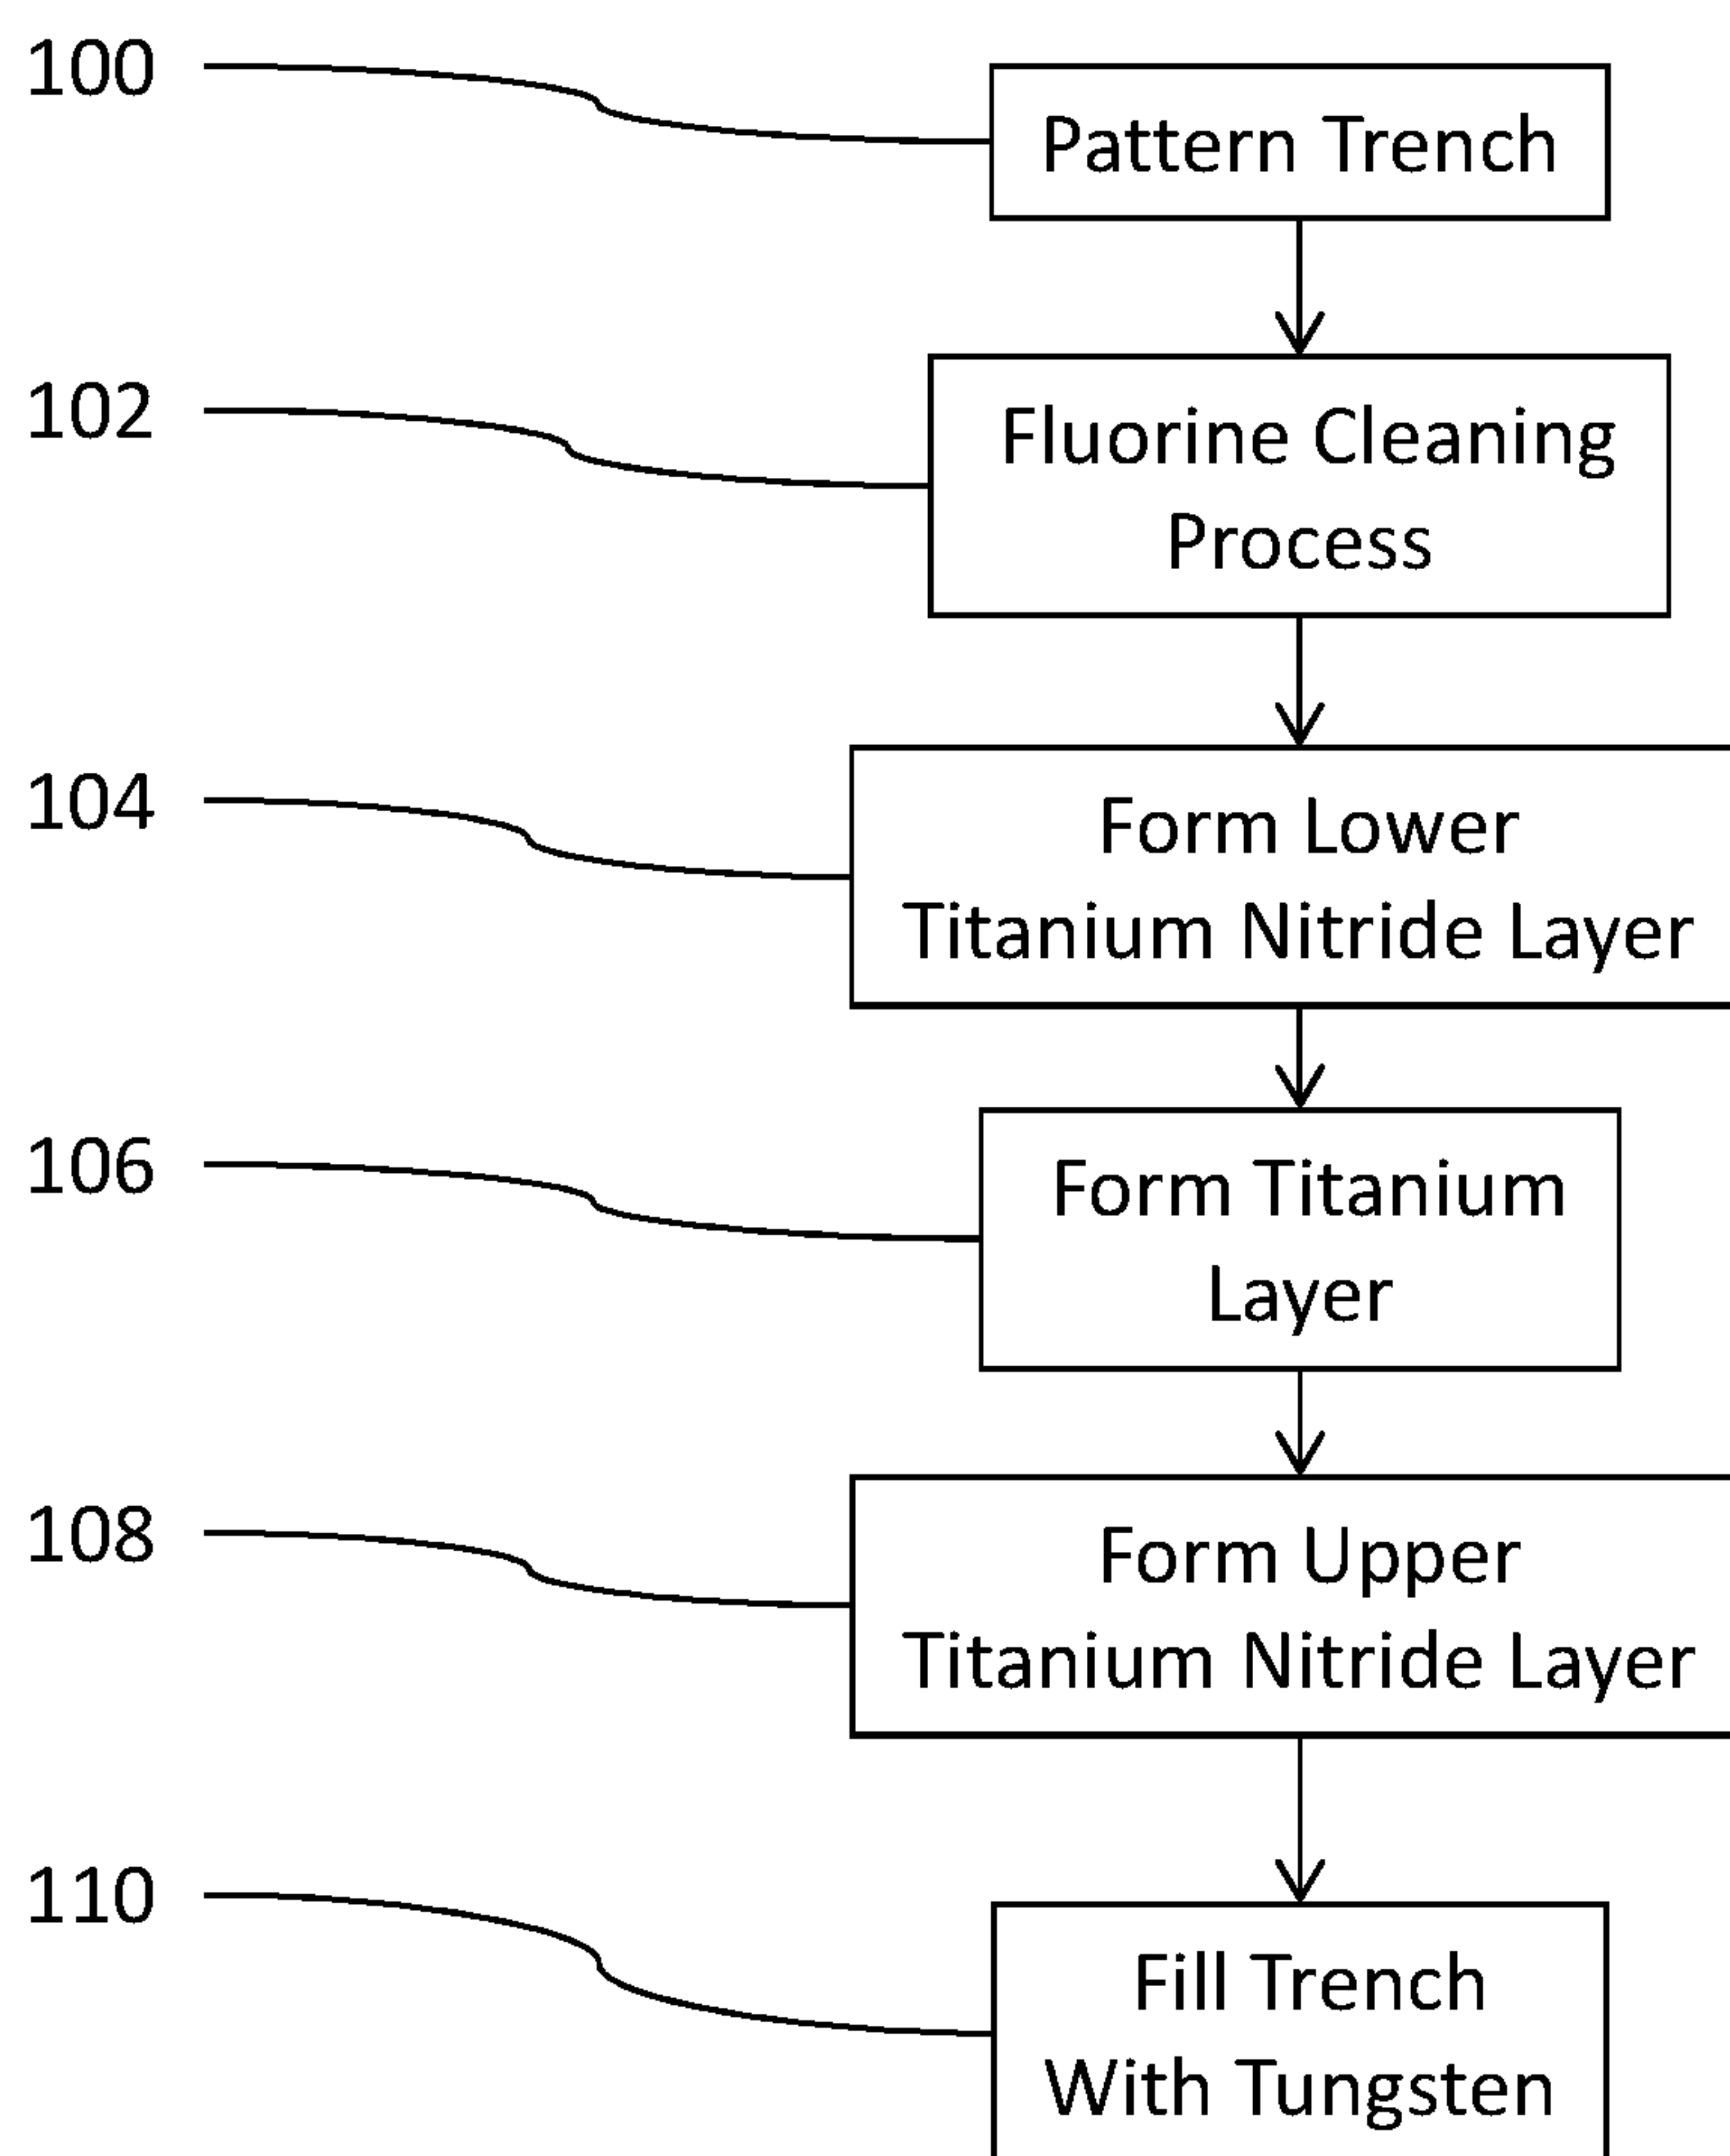 100
Pattern Trench
102
Fluorine Cleaning
Process
104
Form Lower
Titanium Nitride Layer
106
Form Titanium
Layer
108
Form Upper
Titanium Nitride Layer
110
Fill Trench
With Tungsten